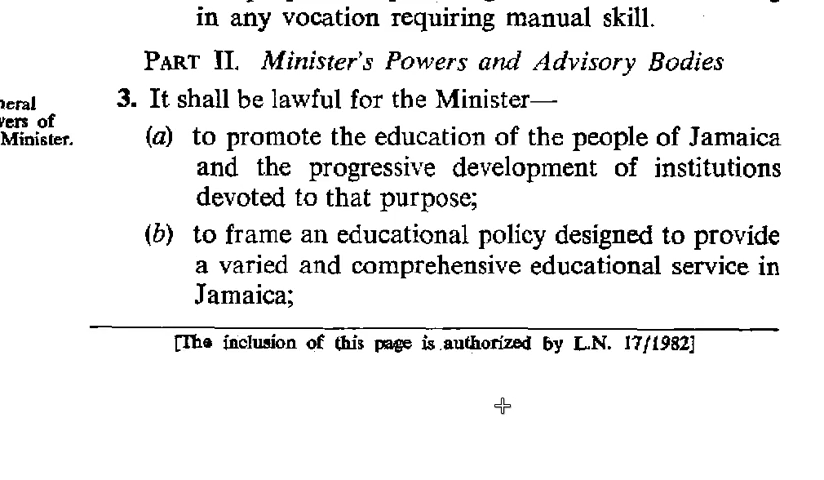 in any vocation requiring manual skill.
PART II. Minister's Powers and Advisory Bodies
3. It shall be lawful for the Minister—
of
Minister.
(a) to promote the education of the people of Jamaica
and the progressive development of institutions
devoted to that purpose;
(b) to frame an educational policy designed to provide
a varied and comprehensive educational service in
Jamaica;
[The inclusion of this page is authorized by L.N. 17/1982]